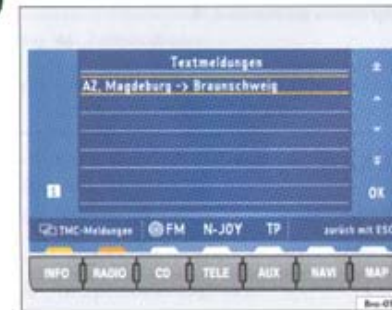 Textmeldungen
A2, Magdeburg -> Braunschweig
OK
TMC-Meldungen FM N-JOY TP zurück mit ESC
INFO RADIO CD TELE AUX NAVI MAP